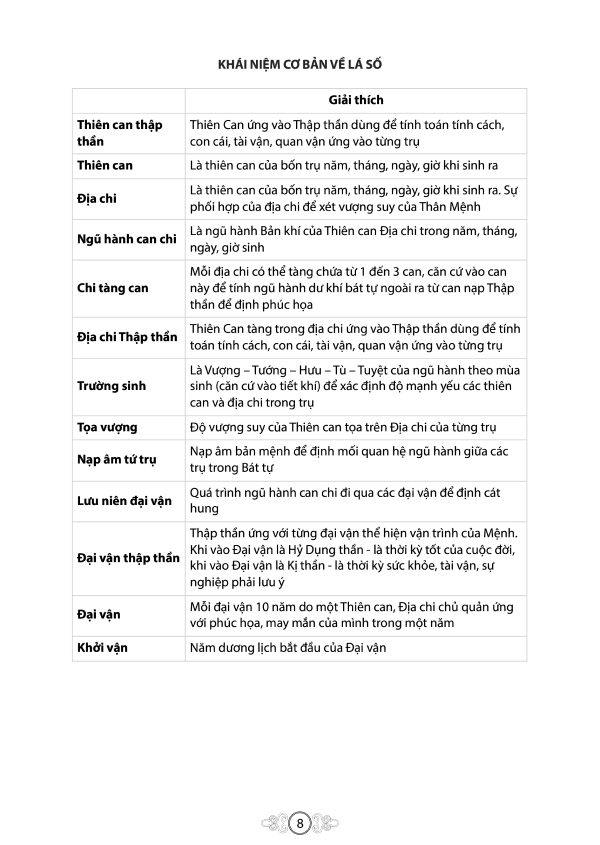 KHÁI NIỆM CƠ BẢN VỀ LÁ SỐ
Giải thích
Thiên can thập
thần
Thiên Can ứng vào Thập thần dùng để tính toán tính cách,
con cái, tài vận, quan vận ứng vào từng trụ
Thiên can
Là thiên can của bốn trụ năm, tháng, ngày, giờ khi sinh ra
Địa chi
Là thiên can của bốn trụ năm, tháng, ngày, giờ khi sinh ra. Sự
phối hợp của địa chi để xét vượng suy của Thân Mệnh
Ngũ hành can chi
Là ngũ hành Bản khí của Thiên can Địa chi trong năm, tháng,
ngày, giờ sinh
Chi tàng can
Mỗi địa chi có thể tàng chứa từ 1 đến 3 can, căn cứ vào can
này để tính ngũ hành dư khí bát tự ngoài ra từ can nạp Thập
thần để định phúc họa
Địa chi Thập thần
Thiên Can tàng trong địa chi ứng vào Thập thần dùng để tính
toán tính cách, con cái, tài vận, quan vận ứng vào từng trụ
Trường sinh
Là Vượng – Tướng – Hưu – Tù – Tuyệt của ngũ hành theo mùa
sinh (căn cứ vào tiết khí) để xác định độ mạnh yếu các thiên
can và địa chi trong trụ
Tọa vượng
Độ vượng suy của Thiên can tọa trên Địa chi của từng trụ
Nạp âm tứ trụ
Nạp âm bản mệnh để định mối quan hệ ngũ hành giữa các
trụ trong Bát tự
Lưu niên đại vận
Quá trình ngũ hành can chi đi qua các đại vận để định cát
hung
Đại vận thập thần
Thập thần ứng với từng đại vận thể hiện vận trình của Mệnh.
Khi vào Đại vận là Hỷ Dụng thần - là thời kỳ tốt của cuộc đời,
khi vào Đại vận là Kị thần - là thời kỳ sức khỏe, tài vận, sự
nghiệp phải lưu ý
Đại vận
Mỗi đại vận 10 năm do một Thiên can, Địa chi chủ quản ứng
với phúc họa, may mắn của mình trong một năm
Khởi vận
Năm dương lịch bắt đầu của Đại vận
8